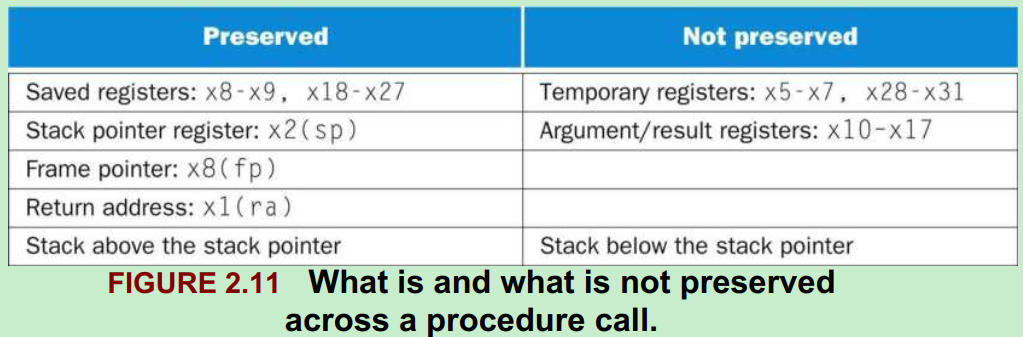 Preserved Not preserved
Saved registers: x8-x9, x18-x27 Temporary registers: x5-x7, x28-x31
Stack pointer register: x2(sp) Argument/result registers: x10-x17
Frame pointer: x8(fp)
Return address: x1(ra)
Stack above the stack pointer Stack below the stack pointer
FIGURE 2.11 What is and what is not preserved
across a procedure call.